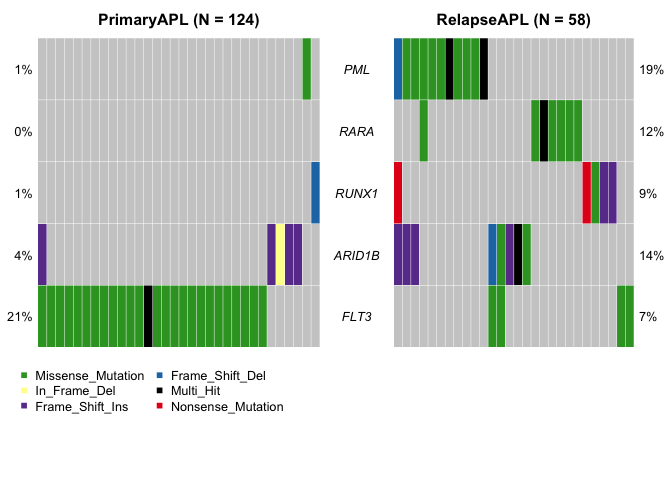 PrimaryAPL (N = 124) RelapseAPL (N = 58)
1% PML 19%
0% RARA 12%
1% RUNX1 9%
4% ARID1B 14%
21% FLT3 7%
Missense_Mutation Frame_Shift_Del
In_Frame_Del Multi_Hit
Frame_Shift_Ins Nonsense_Mutation